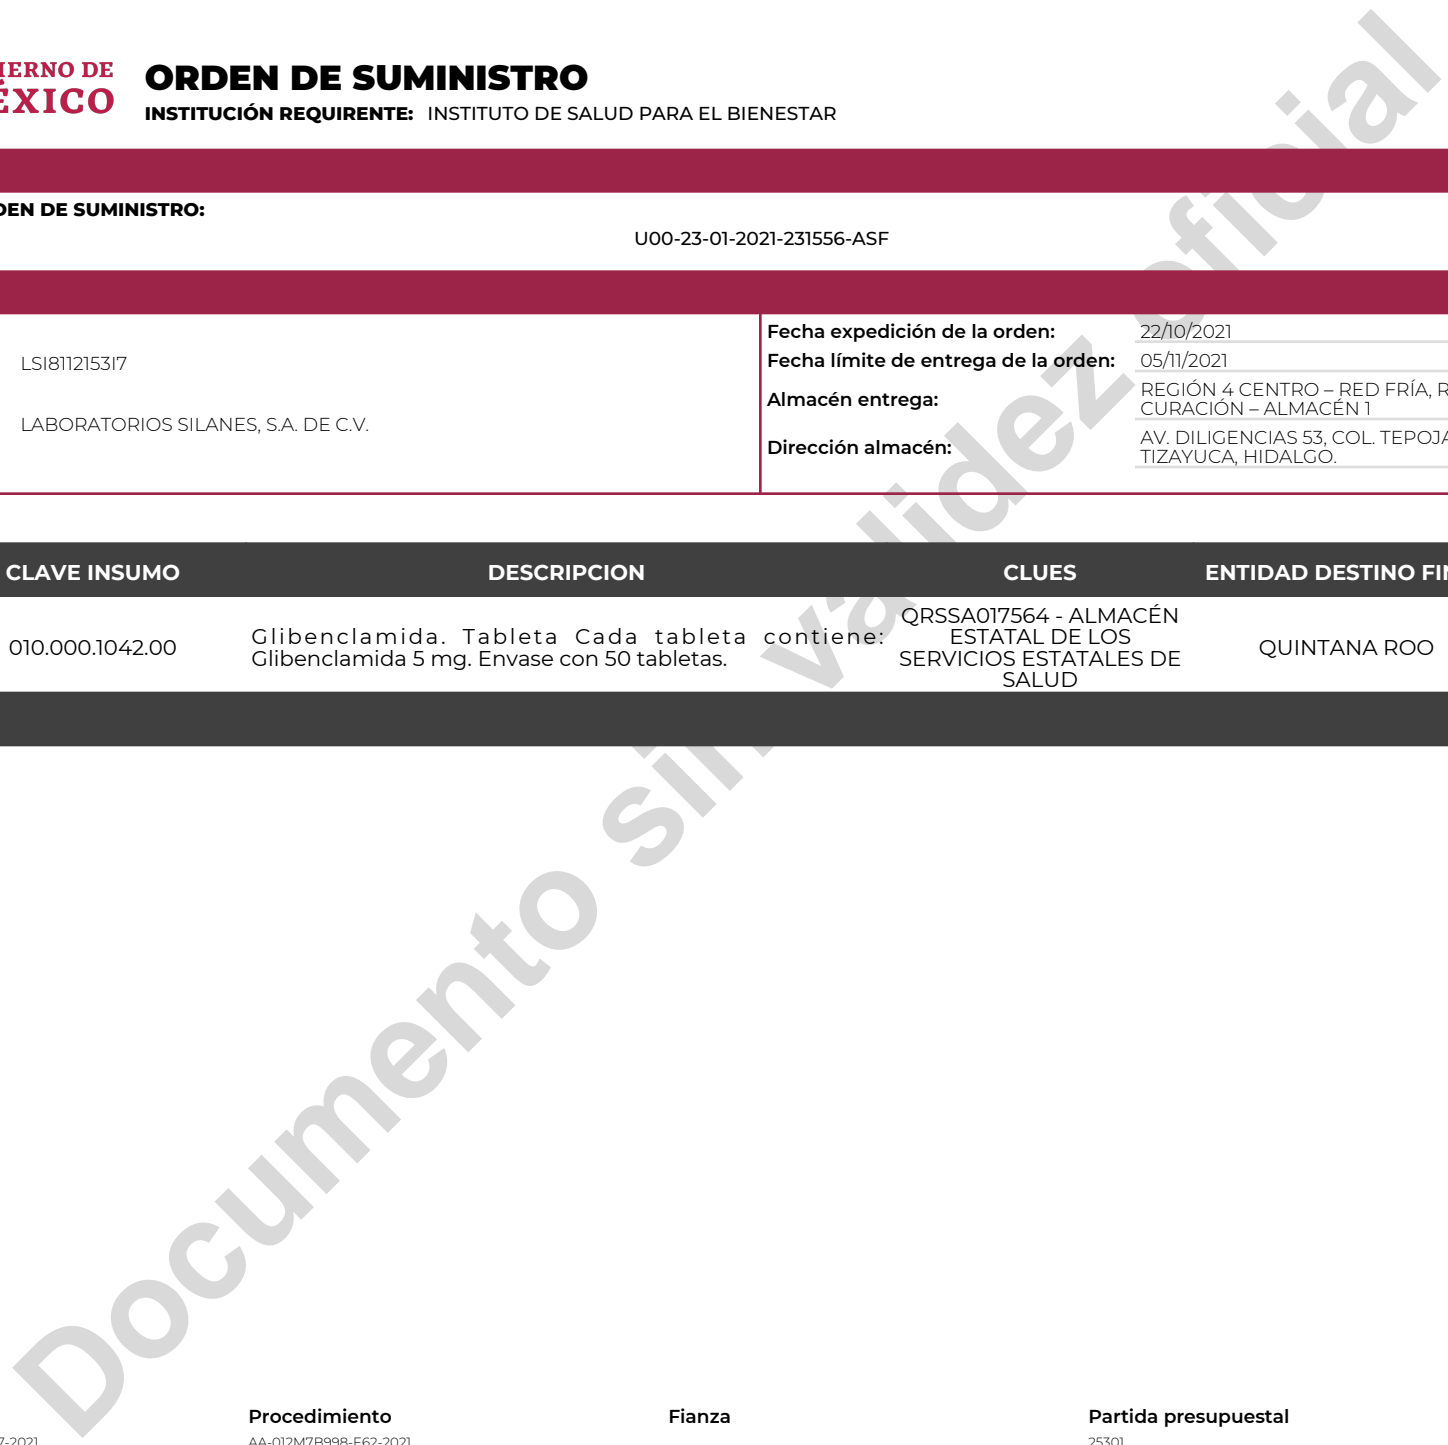 IERNO DE
ÉXICO
ORDEN DE SUMINISTRO
INSTITUCIÓN REQUIRENTE: INSTITUTO DE SALUD PARA EL BIENESTAR
DEN DE SUMINISTRO:
U00-23-01-2021-231556-ASF
LSI8112153I7
LABORATORIOS SILANES, S.A. DE C.V.
Fecha expedición de la orden: 22/10/2021
Fecha límite de entrega de la orden: 05/11/2021
Almacén entrega: REGIÓN 4 CENTRO – RED FRÍA, R
CURACIÓN – ALMACÉN 1
Dirección almacén: AV. DILIGENCIAS 53, COL. TEPOJA
TIZAYUCA, HIDALGO.
CLAVE INSUMO DESCRIPCION CLUES ENTIDAD DESTINO FIN
010.000.1042.00
Glibenclamida. Tableta Cada tableta contiene:
Glibenclamida 5 mg. Envase con 50 tabletas.
QRSSA017564 - ALMACÉN
ESTATAL DE LOS
SERVICIOS ESTATALES DE
SALUD
QUINTANA ROO
Documento sin validez oficial
Procedimiento Fianza Partida presupuestal
7-2021 AA-012M7B998-E62-2021 25301